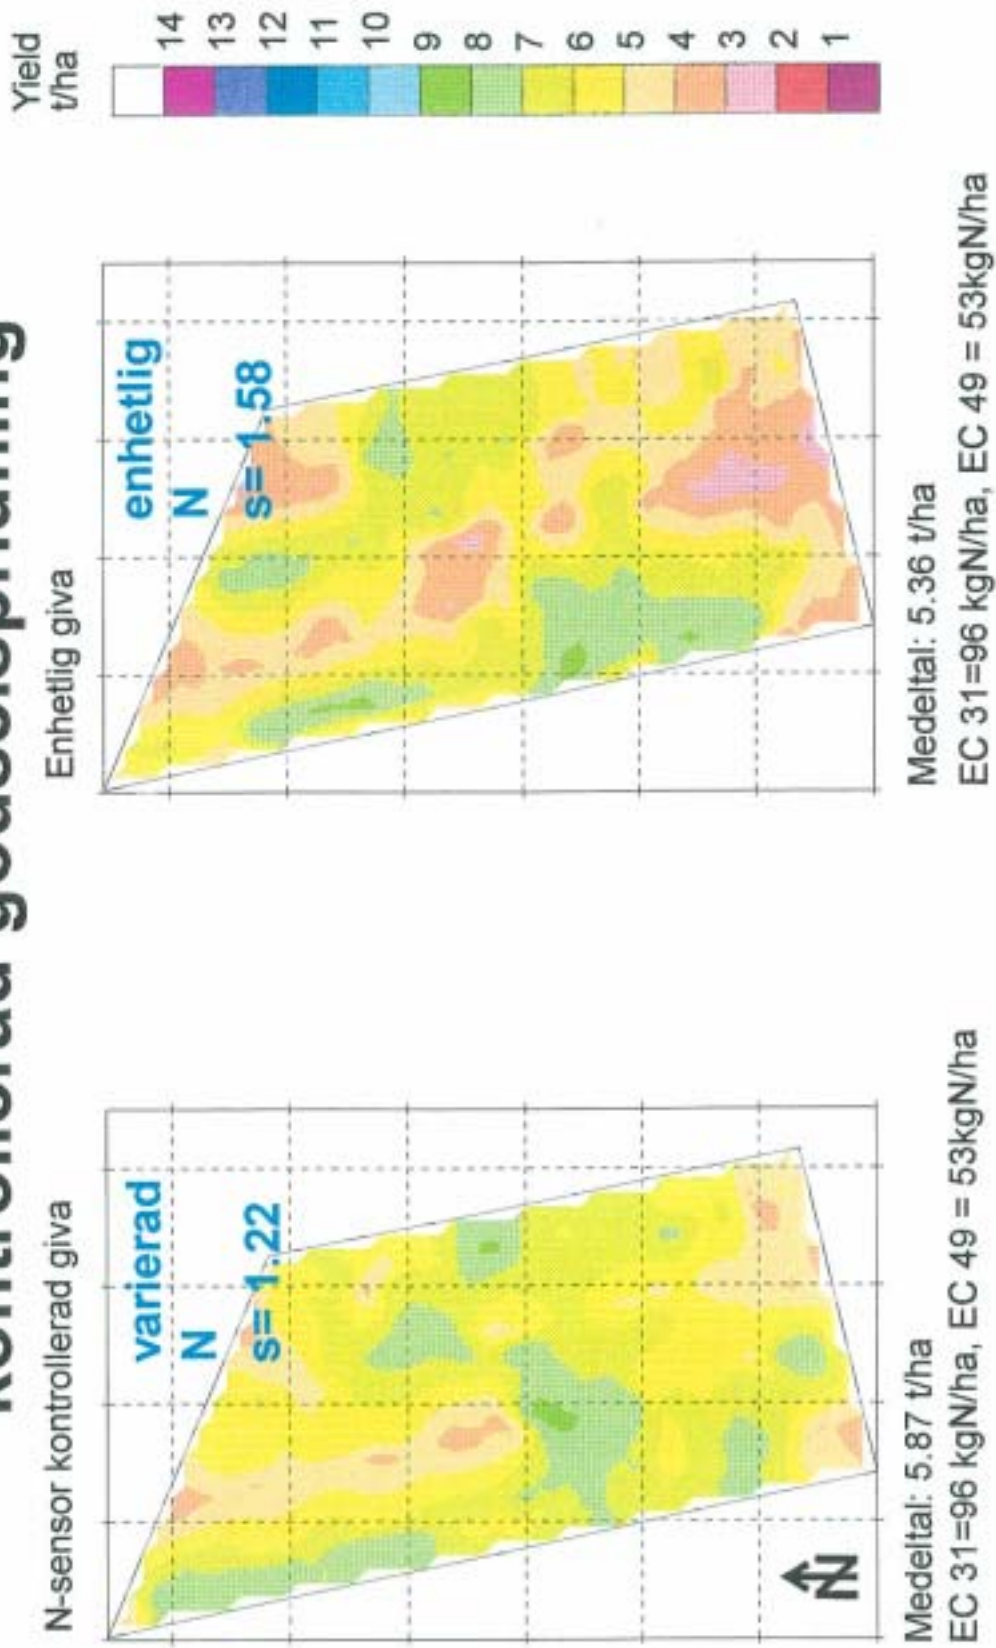 N-sensor kontrollerad giva
varierad
N
s=1.22
N
Medeltal: 5.87 t/ha
EC 31=96 kgN/ha, EC 49 = 53kgN/ha
Enhetlig giva
enhetlig
N
s=1.58
Medeltal: 5.36 t/ha
EC 31=96 kgN/ha, EC 49 = 53kgN/ha
Yield
t/ha
14
13
12
11
10
9
8
7
6
5
4
3
2
1